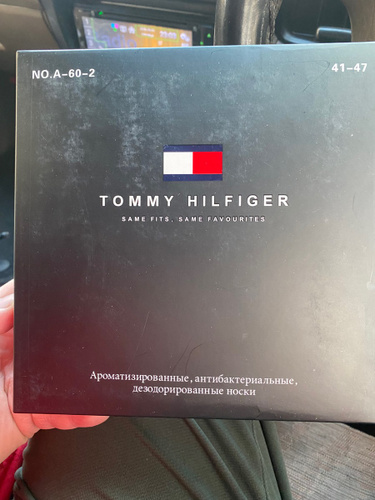 NO.A-60-2
41-47
TOMMY HILFIGER
SAME FITS, SAME FAVOURITES
Ароматизированные, антибактериальные,
дезодорированные носки